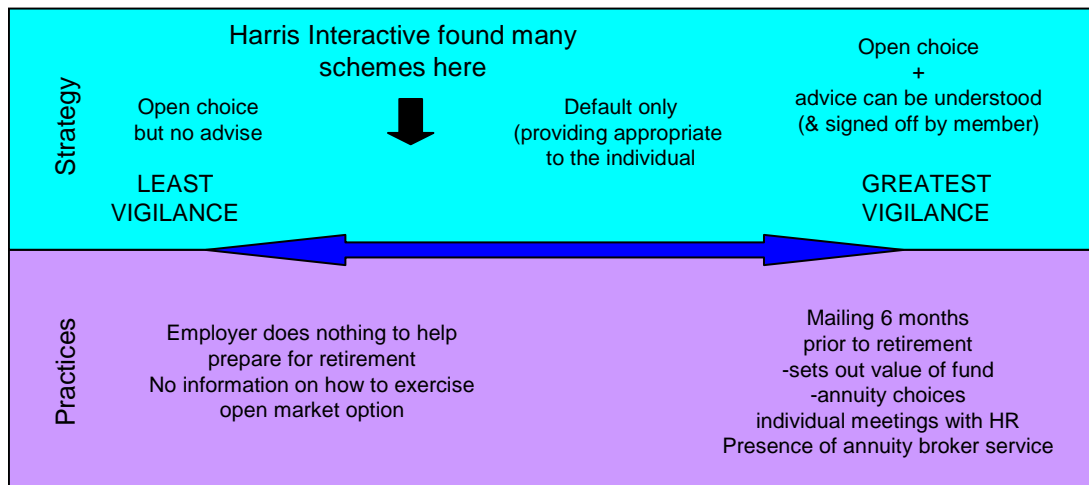 Strategy
Harris Interactive found many
schemes here
Open choice
but no advise
Default only
(providing appropriate
to the individual
Open choice
+
advice can be understood
(& signed off by member)
LEAST
VIGILANCE
GREATEST
VIGILANCE
Practices
Employer does nothing to help
prepare for retirement
No information on how to exercise
open market option
Mailing 6 months
prior to retirement
-sets out value of fund
-annuity choices
individual meetings with HR
Presence of annuity broker service